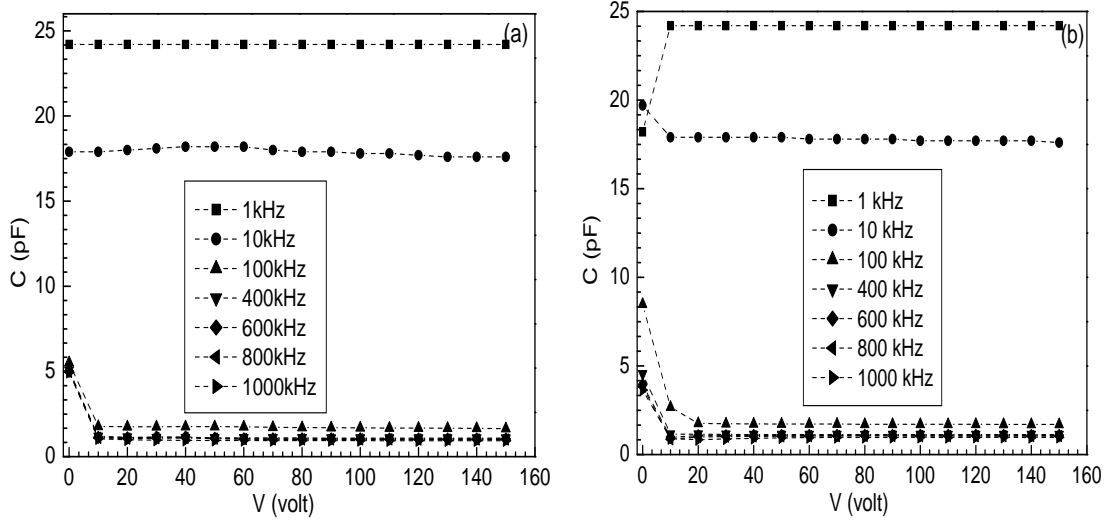 (a)
25
20
15
10
5
0
C (pF)
1kHz
10kHz
100kHz
400kHz
600kHz
800kHz
1000kHz
0 20 40 60 80 100 120 140 160
V (volt)
(b)
25
20
15
10
5
0
C (pF)
1 kHz
10 kHz
100 kHz
400 kHz
600 kHz
800 kHz
1000 kHz
0 20 40 60 80 100 120 140 160
V (volt)